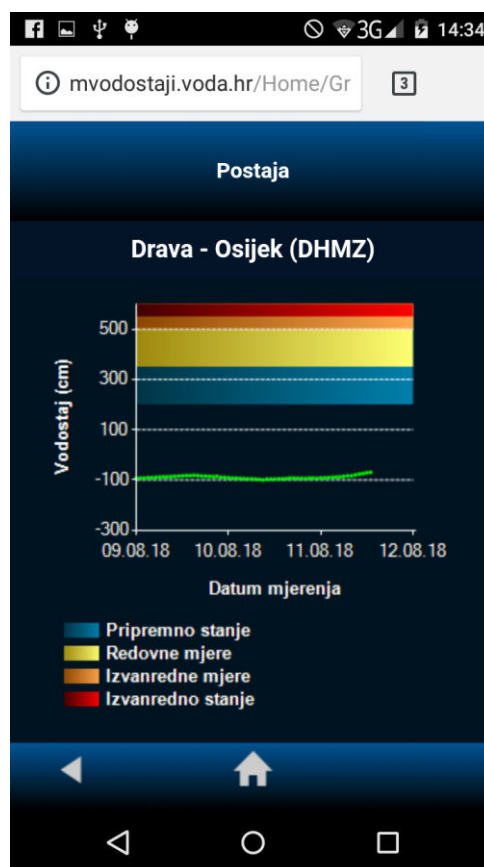 3G 14:34
mvodostaji.voda.hr/Home/Gr
3
Postaja
Drava - Osijek (DHMZ)
Vodostaj (cm)
500
300
100
-100
-300
09.08.18 10.08.18 11.08.18 12.08.18
Datum mjerenja
Pripremno stanje
Redovne mjere
Izvanredne mjere
Izvanredno stanje